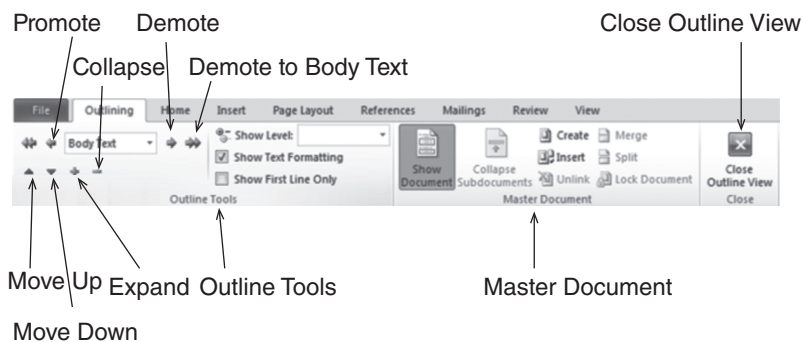 Promote Demote Close Outline View
Collapse Demote to Body Text
File Outlining Home Insert Page Layout References Mailings Review View
Body Text Show Level: Create Merge
Show Text Formatting Insert Split
Show First Line Only Unlink Lock Document
Show Document Collapse Subdocuments Close Outline View
Outline Tools Master Document Close
Move Up Expand Outline Tools Master Document
Move Down